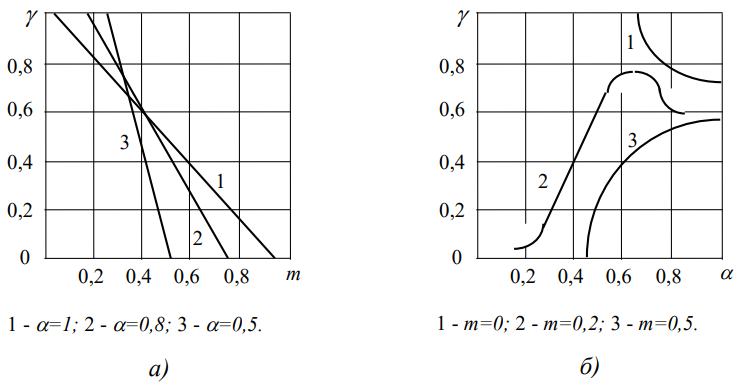 γ
0,8
0,6
0,4
0,2
0
0,2 0,4 0,6 0,8 m
3
1
2
1 - α=1; 2 - α=0,8; 3 - α=0,5.
а)
γ
0,8
0,6
0,4
0,2
0
0,2 0,4 0,6 0,8 α
1
3
2
1 - m=0; 2 - m=0,2; 3 - m=0,5.
б)